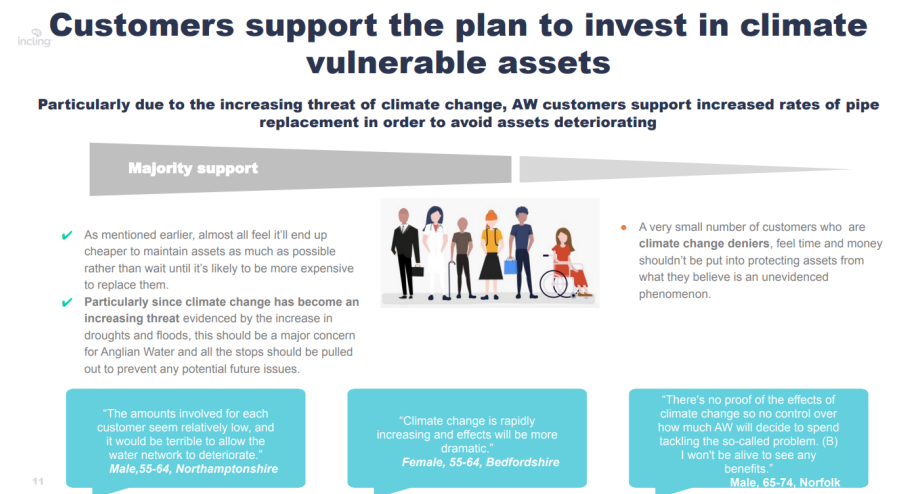 incling
Customers support the plan to invest in climate
vulnerable assets
Particularly due to the increasing threat of climate change, AW customers support increased rates of pipe
replacement in order to avoid assets deteriorating
Majority support
✔ As mentioned earlier, almost all feel it'll end up
cheaper to maintain assets as much as possible
rather than wait until it's likely to be more expensive
to replace them.
✔ Particularly since climate change has become an
increasing threat evidenced by the increase in
droughts and floods, this should be a major concern
for Anglian Water and all the stops should be pulled
out to prevent any potential future issues.
● A very small number of customers who  are
climate change deniers, feel time and money
shouldn't be put into protecting assets from
what they believe is an unevidenced
phenomenon.
“The amounts involved for each
customer seem relatively low, and
it would be terrible to allow the
water network to deteriorate.”
Male,55-64, Northamptonshire
“Climate change is rapidly
increasing and effects will be more
dramatic.”
Female, 55-64, Bedfordshire
“There's no proof of the effects of
climate change so no control over
how much AW will decide to spend
tackling the so-called problem. (B)
I won't be alive to see any
benefits.”
Male, 65-74, Norfolk
11